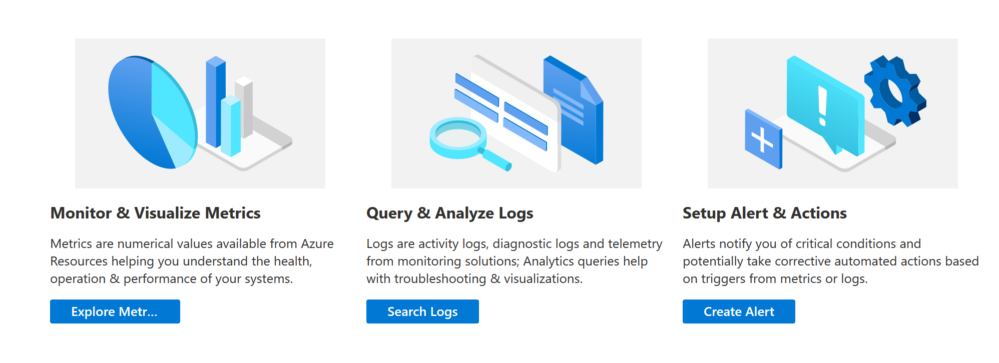 Monitor & Visualize Metrics
Metrics are numerical values available from Azure
Resources helping you understand the health,
operation & performance of your systems.
Explore Metr...
Query & Analyze Logs
Logs are activity logs, diagnostic logs and telemetry
from monitoring solutions; Analytics queries help
with troubleshooting & visualizations.
Search Logs
Setup Alert & Actions
Alerts notify you of critical conditions and
potentially take corrective automated actions based
on triggers from metrics or logs.
Create Alert